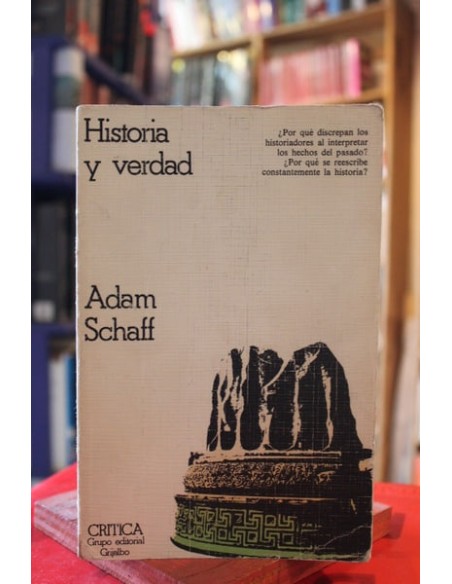 Historia
y verdad
¿Por qué discrepan los
historiadores al interpretar
los hechos del pasado?
¿Por qué se reescribe
constantemente la historia?
Adam
Schaff
CRITICA
Grupo editorial
Grijalbo